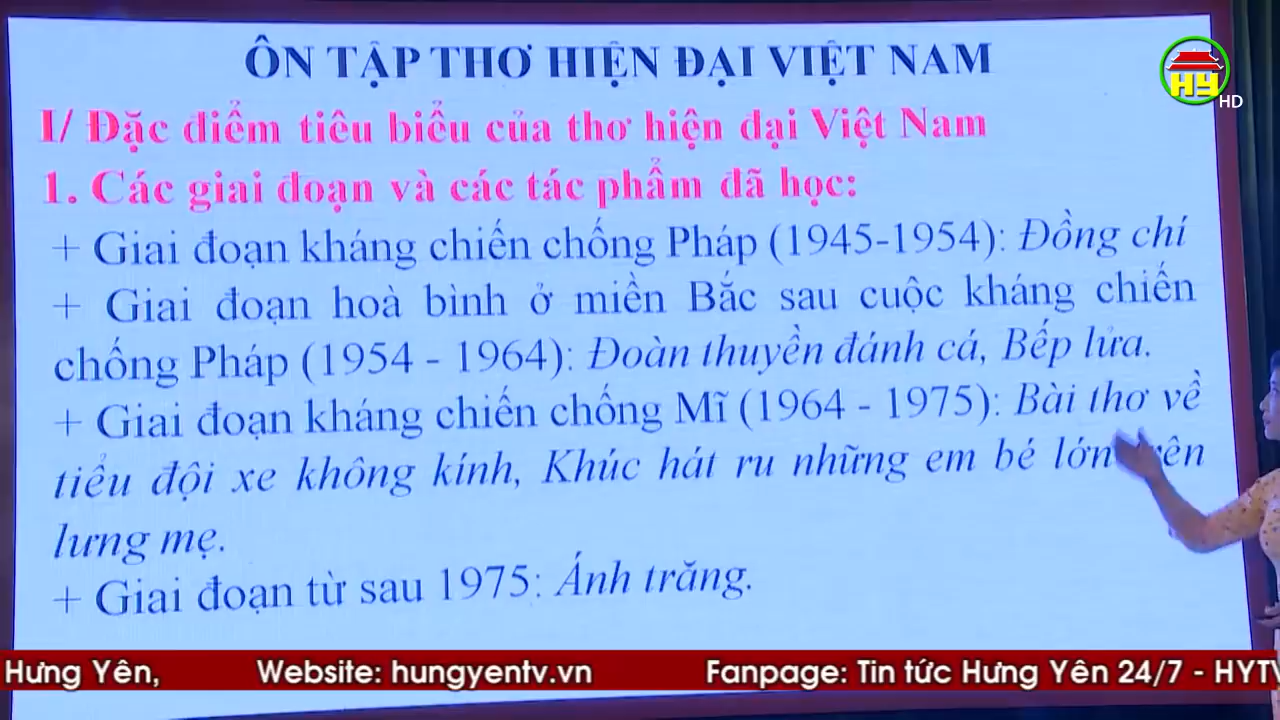 ÔN TẬP THƠ HIỆN ĐẠI VIỆT NAM
HY
HD
I/ Đặc điểm tiêu biểu của thơ hiện đại Việt Nam
1. Các giai đoạn và các tác phẩm đã học:
+ Giai đoạn kháng chiến chống Pháp (1945-1954): Đồng chí
+ Giai đoạn hoà bình ở miền Bắc sau cuộc kháng chiến
chống Pháp (1954 - 1964): Đoàn thuyền đánh cá, Bếp lửa.
+ Giai đoạn kháng chiến chống Mĩ (1964 - 1975): Bài thơ về
tiểu đội xe không kính, Khúc hát ru những em bé lớn
lưng mẹ.
+ Giai đoạn từ sau 1975: Ánh trăng.
Hưng Yên, Website: hungyentv.vn Fanpage: Tin tức Hưng Yên 24/7 - HYTV